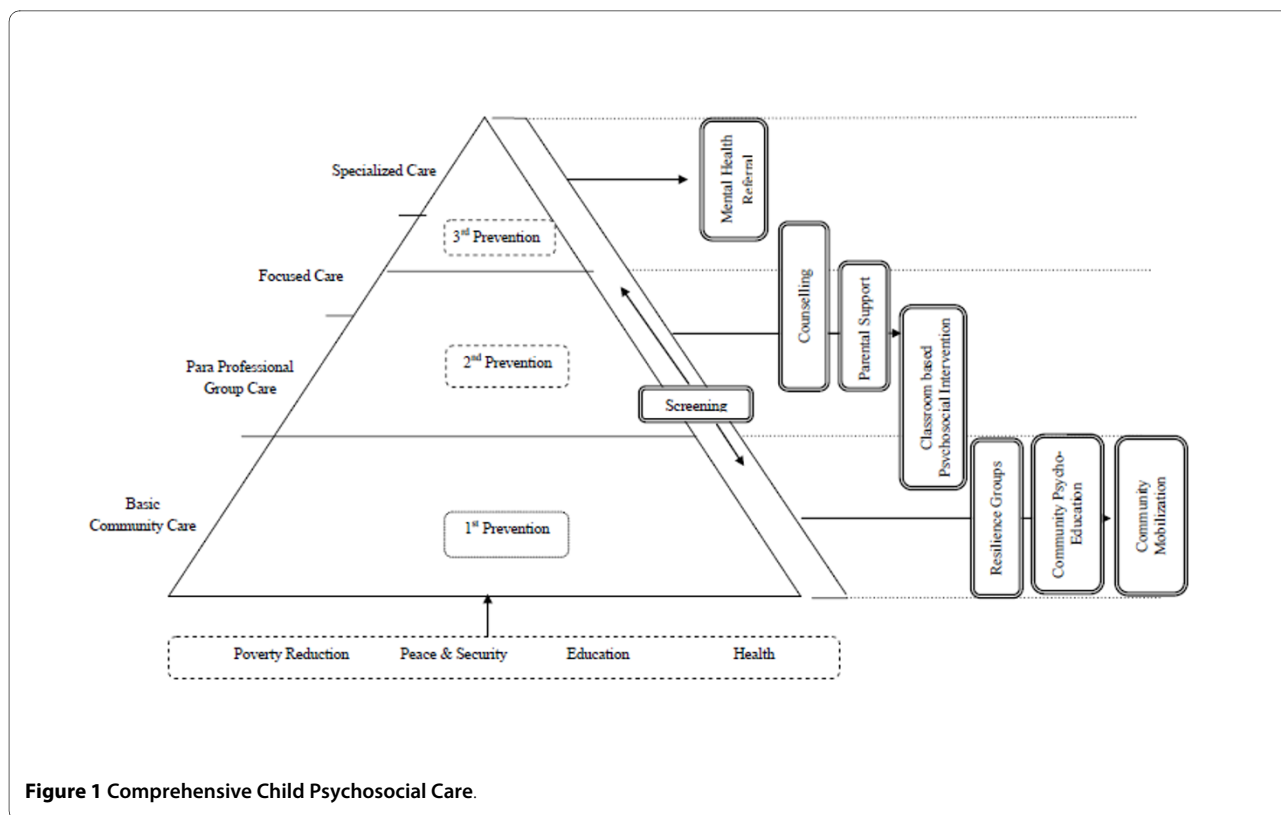 Specialized Care
3rd Prevention
Focused Care
2nd Prevention
Para Professional
Group Care
Screening
Basic
Community Care
1st Prevention
Mental Health
Referral
Counselling
Parental Support
Classroom based
Psychosocial Intervention
Resilience Groups
Community Psycho-
Education
Community
Mobilization
Poverty Reduction Peace & Security Education Health
Figure 1 Comprehensive Child Psychosocial Care.